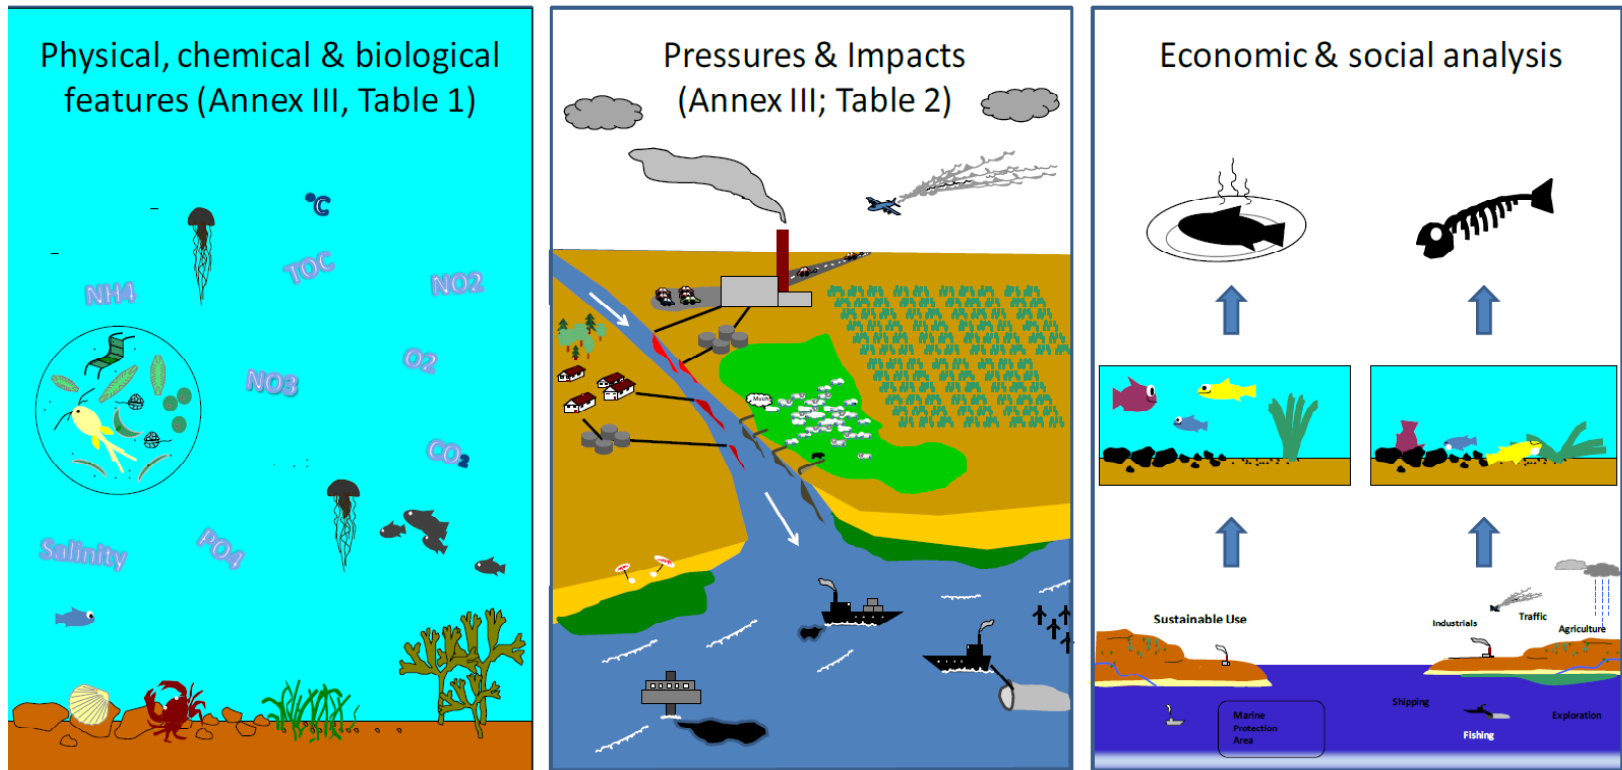 Physical, chemical & biological
features (Annex III, Table 1)
°C
TOC
NO2
NH4
O2
NO3
CO2
Salinity
PO4
Pressures & Impacts
(Annex III; Table 2)
Economic & social analysis
Sustainable Use
Industrials
Traffic
Agriculture
Shipping
Marine
Protection
Area
Fishing
Exploration